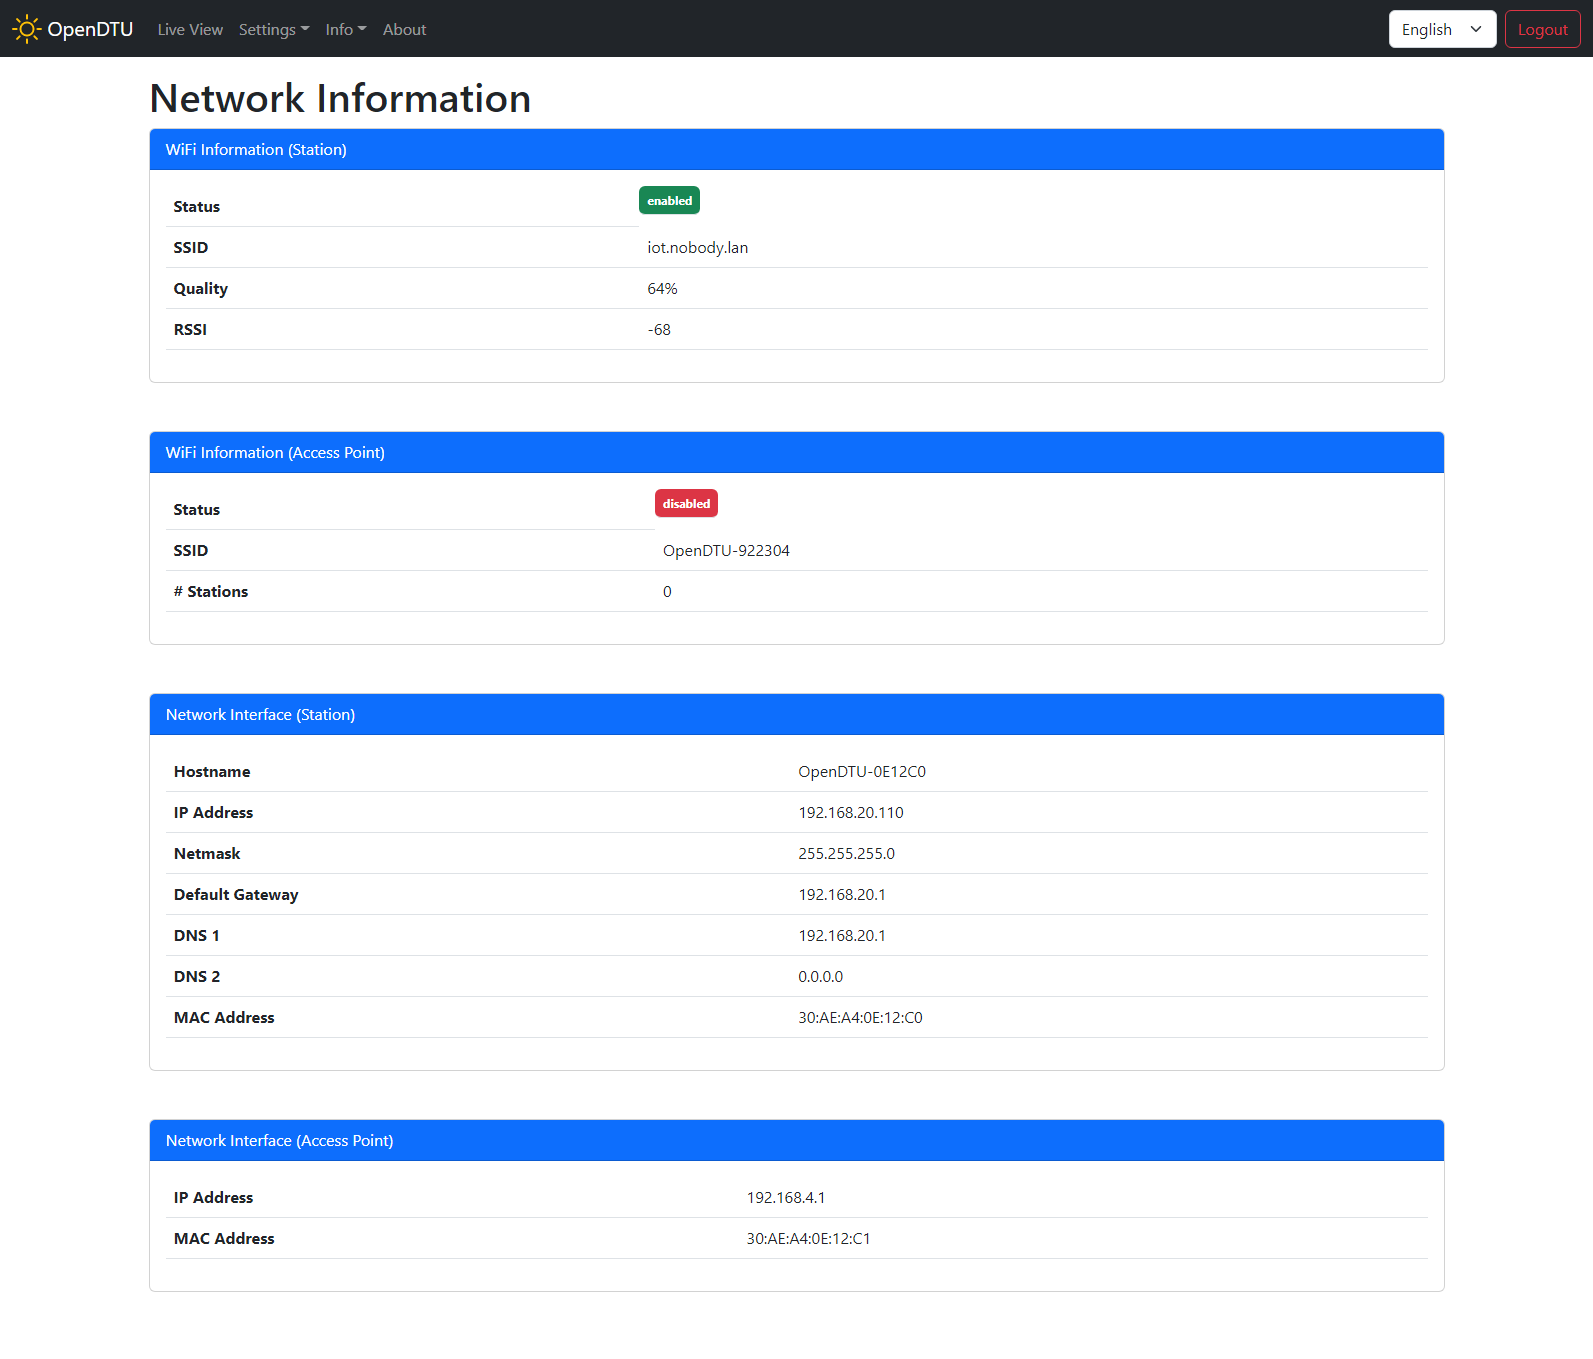 OpenDTU Live View Settings Info About English Logout
Network Information
WiFi Information (Station)
Status enabled
SSID iot.nobody.lan
Quality 64%
RSSI -68
WiFi Information (Access Point)
Status disabled
SSID OpenDTU-922304
# Stations 0
Network Interface (Station)
Hostname OpenDTU-0E12C0
IP Address 192.168.20.110
Netmask 255.255.255.0
Default Gateway 192.168.20.1
DNS 1 192.168.20.1
DNS 2 0.0.0.0
MAC Address 30:AE:A4:0E:12:C0
Network Interface (Access Point)
IP Address 192.168.4.1
MAC Address 30:AE:A4:0E:12:C1